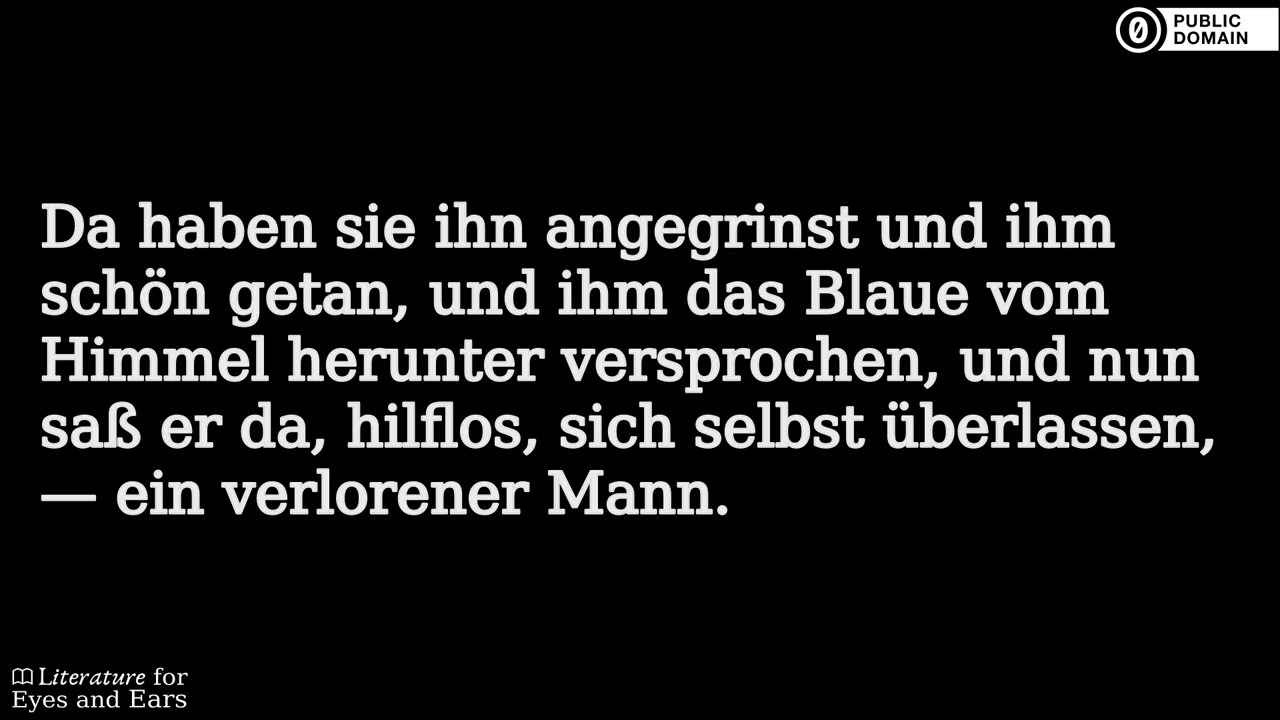 PUBLIC
DOMAIN
Da haben sie ihn angegrinst und ihm
schön getan, und ihm das Blaue vom
Himmel herunter versprochen, und nun
saß er da, hilflos, sich selbst überlassen,
— ein verlorener Mann.
Literature for
Eyes and Ears